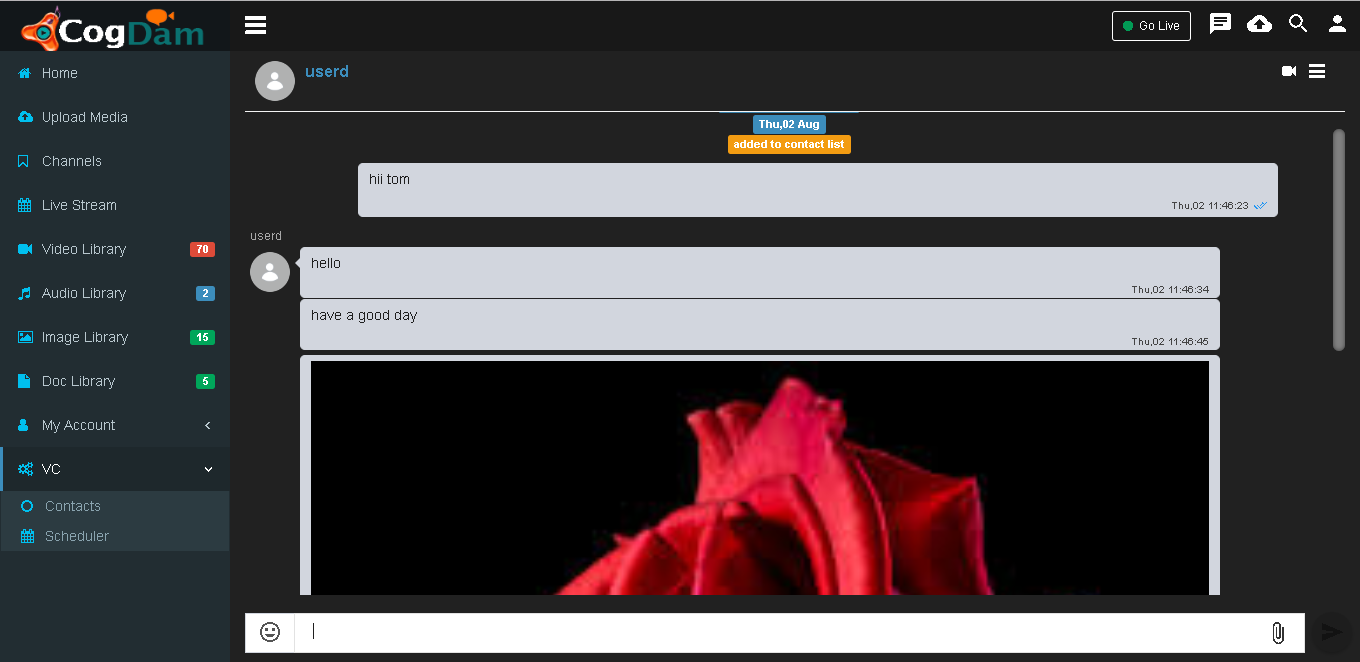 CogDam
Go Live
Home
Upload Media
Channels
Live Stream
Video Library 70
Audio Library 2
Image Library 15
Doc Library 5
My Account
VC
Contacts
Scheduler
userd
Thu,02 Aug
added to contact list
hii tom
Thu,02 11:46:23
userd
hello
Thu,02 11:46:34
have a good day
Thu,02 11:46:45